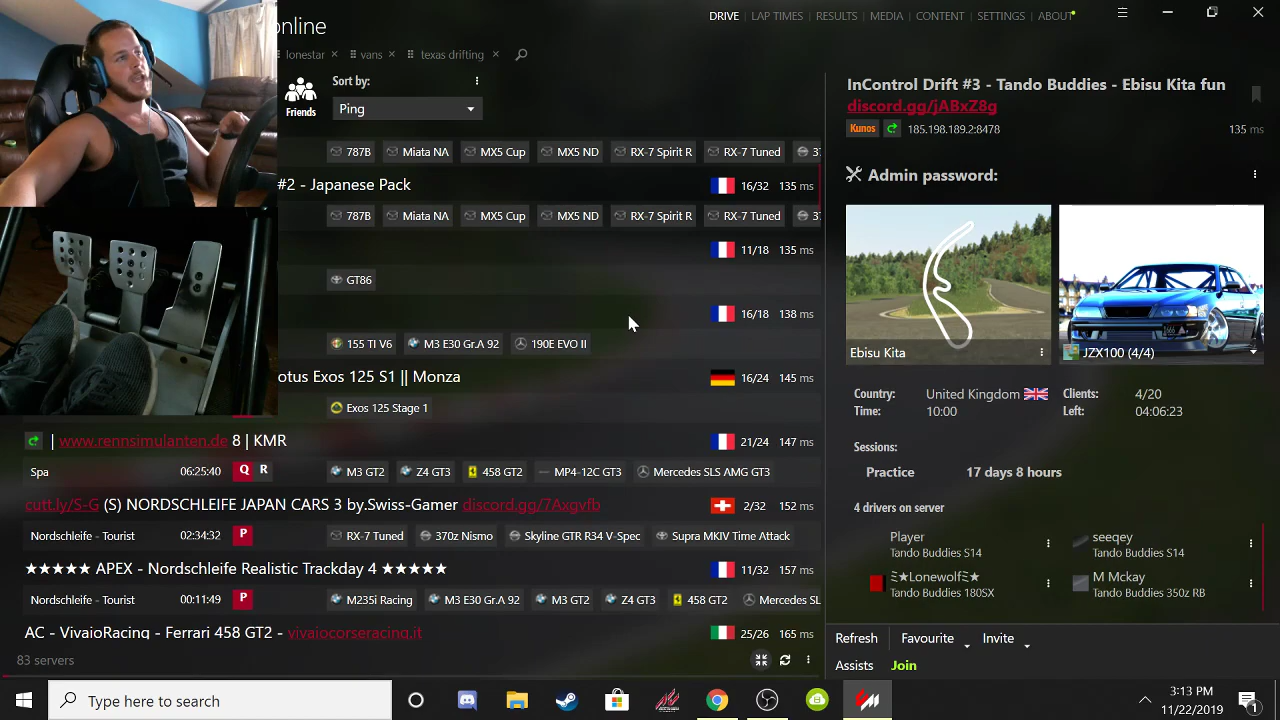 online
DRIVE | LAP TIMES | RESULTS | MEDIA | CONTENT | SETTINGS | ABOUT
lonestar × vans × texas drifting ×
Friends
Sort by:
Ping
787B Miata NA MX5 Cup MX5 ND RX-7 Spirit R RX-7 Tuned
#2 - Japanese Pack 16/32 135 ms
787B Miata NA MX5 Cup MX5 ND RX-7 Spirit R RX-7 Tuned
11/18 135 ms
GT86
16/18 138 ms
155 TI V6 M3 E30 Gr.A 92 190E EVO II
otus Exos 125 S1 || Monza 16/24 145 ms
Exos 125 Stage 1
| www.rennsimulanten.de 8 | KMR 21/24 147 ms
Spa 06:25:40 Q R M3 GT2 Z4 GT3 458 GT2 MP4-12C GT3 Mercedes SLS AMG GT3
cutt.ly/S-G (S) NORDSCHLEIFE JAPAN CARS 3 by.Swiss-Gamer discord.gg/7Axgvfb 2/32 152 ms
Nordschleife - Tourist 02:34:32 P RX-7 Tuned 370z Nismo Skyline GTR R34 V-Spec Supra MKIV Time Attack
★★★★★ APEX - Nordschleife Realistic Trackday 4 ★★★★★ 11/32 157 ms
Nordschleife - Tourist 00:11:49 P M235i Racing M3 E30 Gr.A 92 M3 GT2 Z4 GT3 458 GT2 Mercedes SL
AC - VivaioRacing - Ferrari 458 GT2 - vivaiocorseracing.it 25/26 165 ms
83 servers
InControl Drift #3 - Tando Buddies - Ebisu Kita fun
discord.gg/jABxZ8g
Kunos 185.198.189.2:8478 135 ms
Admin password:
Ebisu Kita
JZX100 (4/4)
Country: United Kingdom Clients: 4/20
Time: 10:00 Left: 04:06:23
Sessions:
Practice 17 days 8 hours
4 drivers on server
Player seeqey
Tando Buddies S14 Tando Buddies S14
ミ★Lonewolfミ★ M Mckay
Tando Buddies 180SX Tando Buddies 350z RB
Refresh Favourite Invite
Assists Join
Type here to search
3:13 PM
11/22/2019